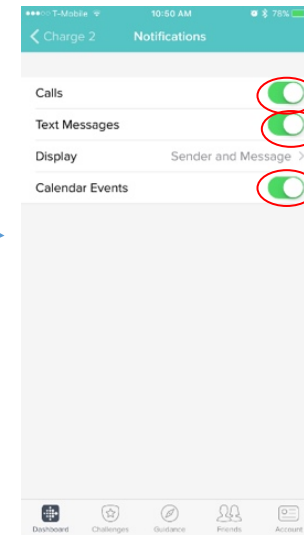 T-Mobile 10:50 AM 78%
Charge 2 Notifications
Calls
Text Messages
Display Sender and Message
Calendar Events
Dashboard Challenges Guidance Friends Account